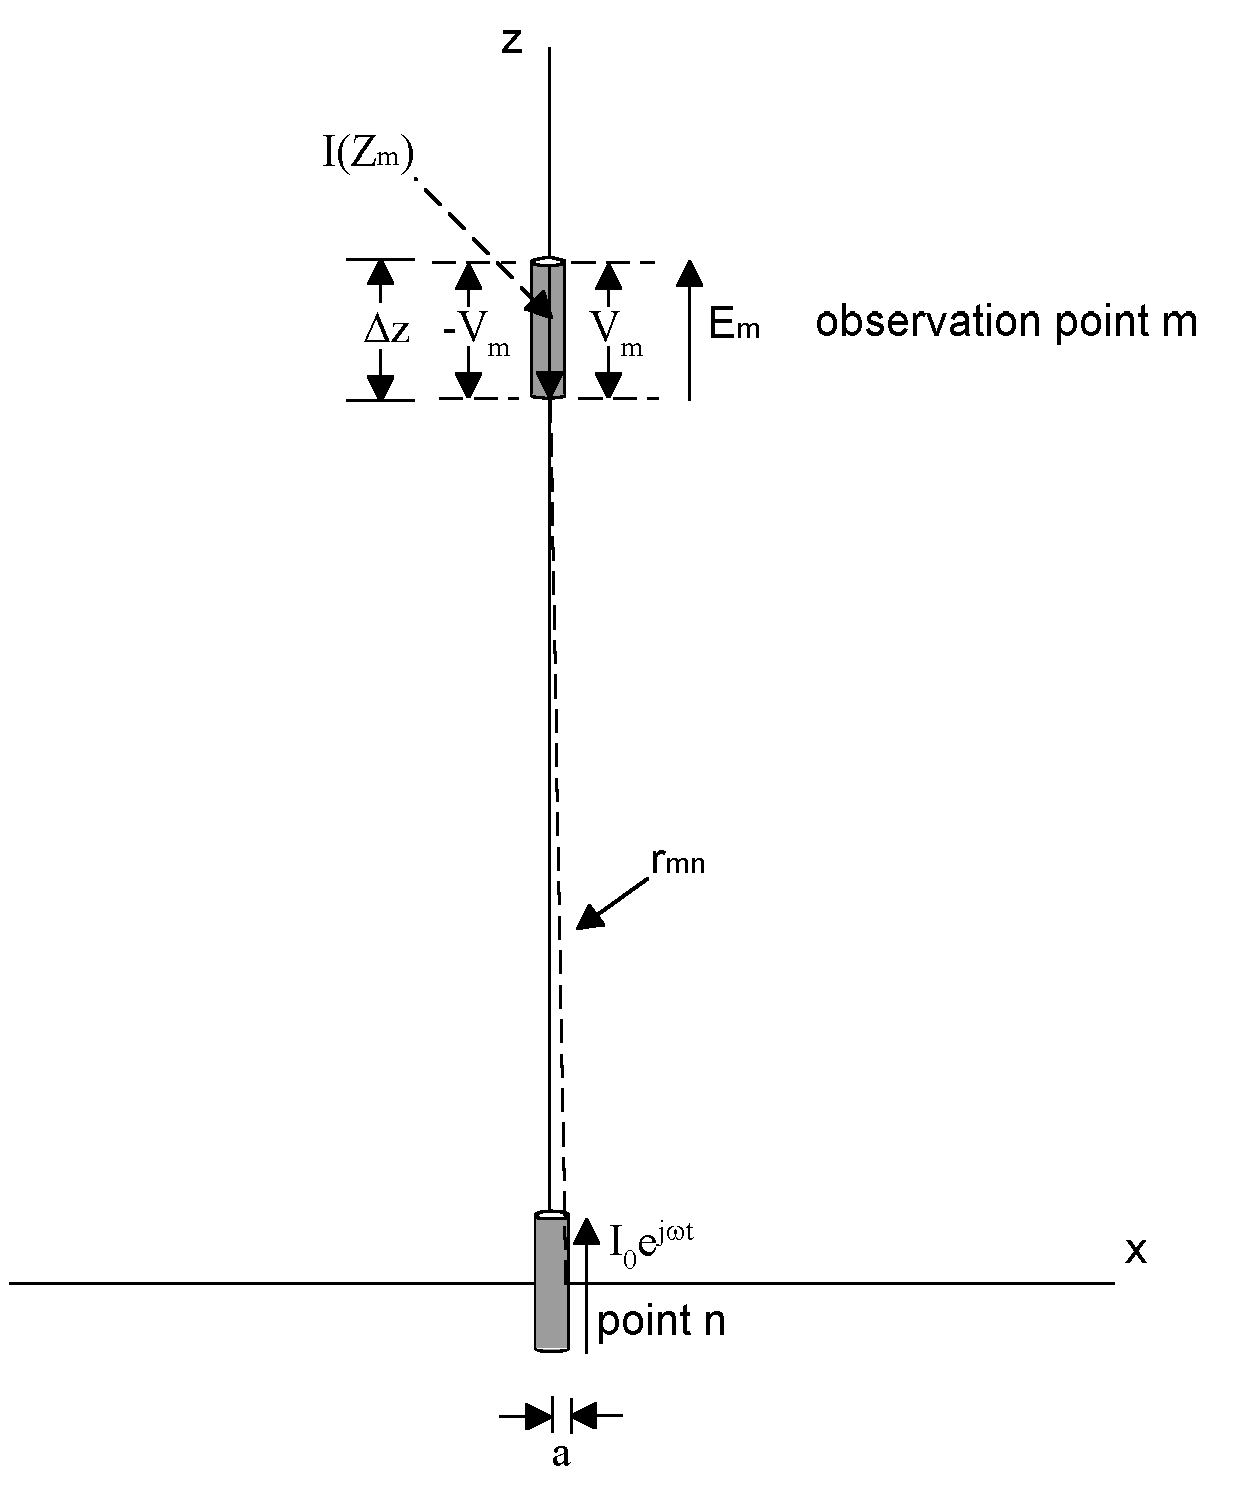 z
I(Zm)
Δz
-Vm
Vm
Em
observation point m
rmn
I0ejωt
x
point n
a